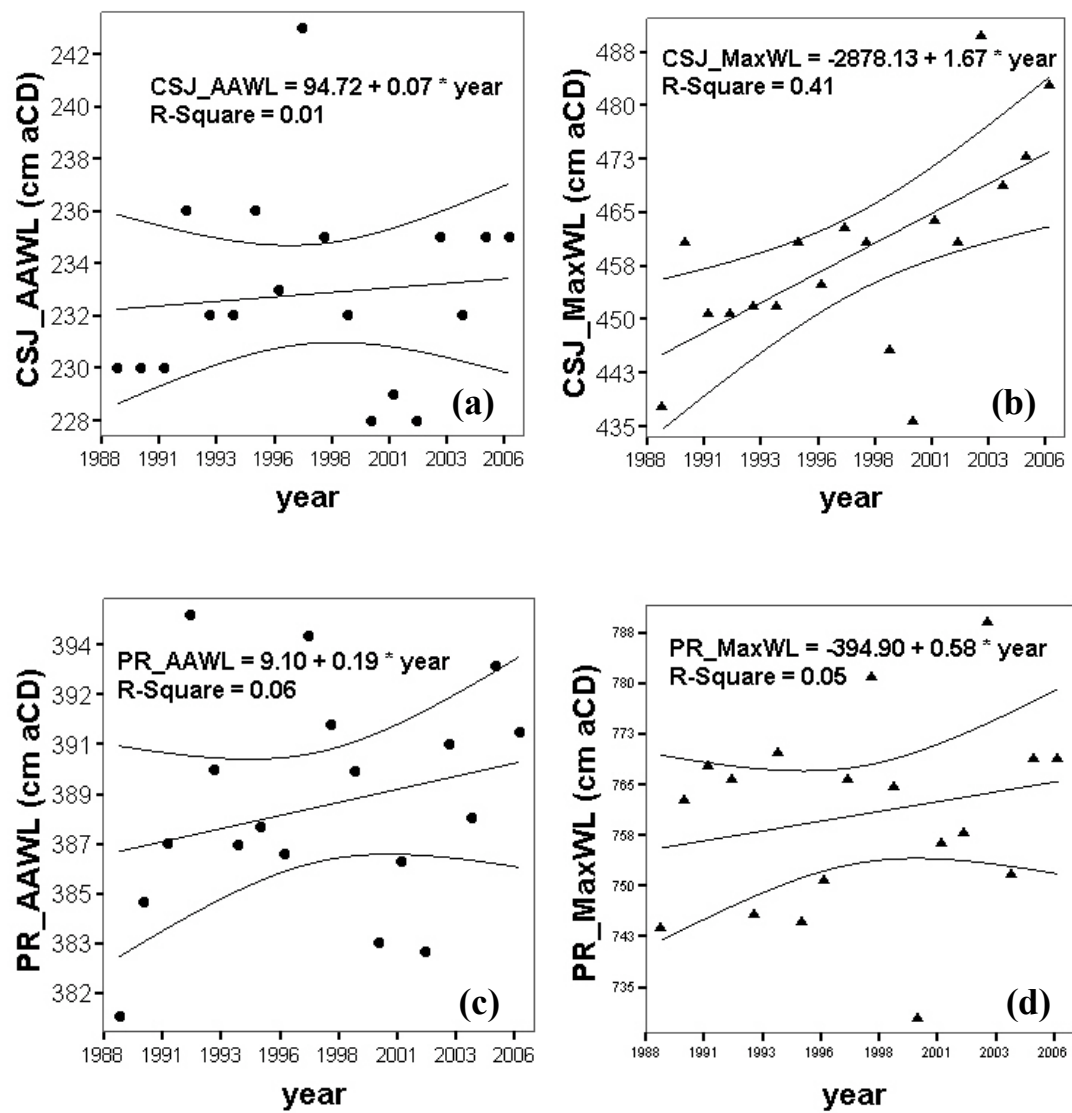 CSJ_AAWL (cm aCD)
242
240
238
236
234
232
230
228
CSJ_AAWL = 94.72 + 0.07 * year
R-Square = 0.01
(a)
1988 1991 1993 1996 1998 2001 2003 2006
year
CSJ_MaxWL (cm aCD)
488
480
473
465
458
450
443
435
CSJ_MaxWL = -2878.13 + 1.67 * year
R-Square = 0.41
(b)
1988 1991 1993 1996 1998 2001 2003 2006
year
PR_AAWL (cm aCD)
394
392
391
389
387
385
383
382
PR_AAWL = 9.10 + 0.19 * year
R-Square = 0.06
(c)
1988 1991 1993 1996 1998 2001 2003 2006
year
PR_MaxWL (cm aCD)
788
780
773
765
758
750
743
735
PR_MaxWL = -394.90 + 0.58 * year
R-Square = 0.05
(d)
1988 1991 1993 1996 1998 2001 2003 2006
year